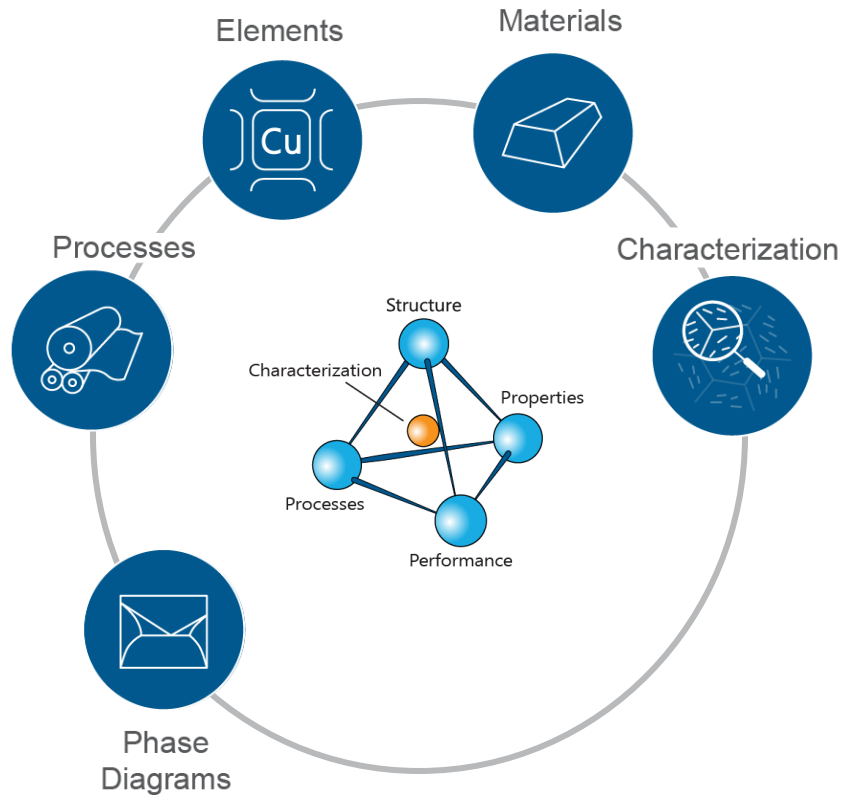 Elements
Materials
Cu
Processes
Characterization
Structure
Characterization
Properties
Processes
Performance
Phase
Diagrams